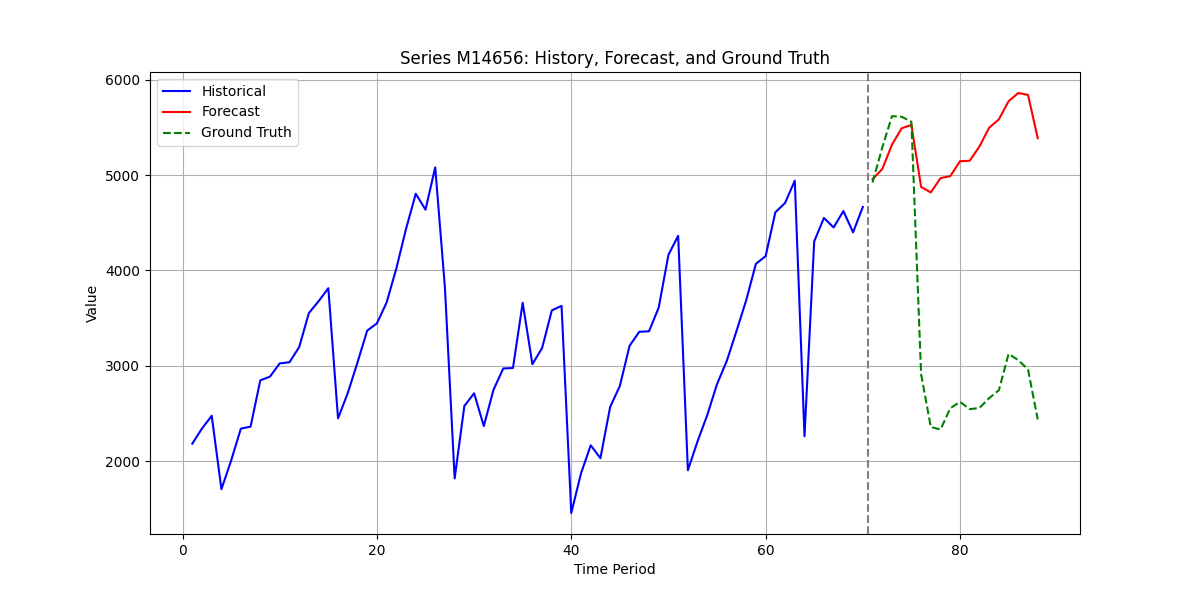 Series M14656: History, Forecast, and Ground Truth
Historical
Forecast
Ground Truth
6000
5000
4000
3000
2000
Value
0 20 40 60 80
Time Period